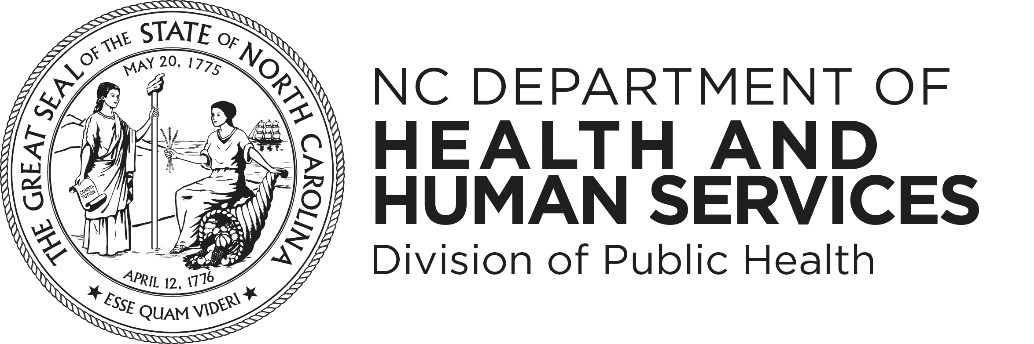 THE GREAT SEAL OF THE STATE OF NORTH CAROLINA
MAY 20, 1775
APRIL 12, 1776
★ ESSE QUAM VIDERI ★
NC DEPARTMENT OF
HEALTH AND
HUMAN SERVICES
Division of Public Health